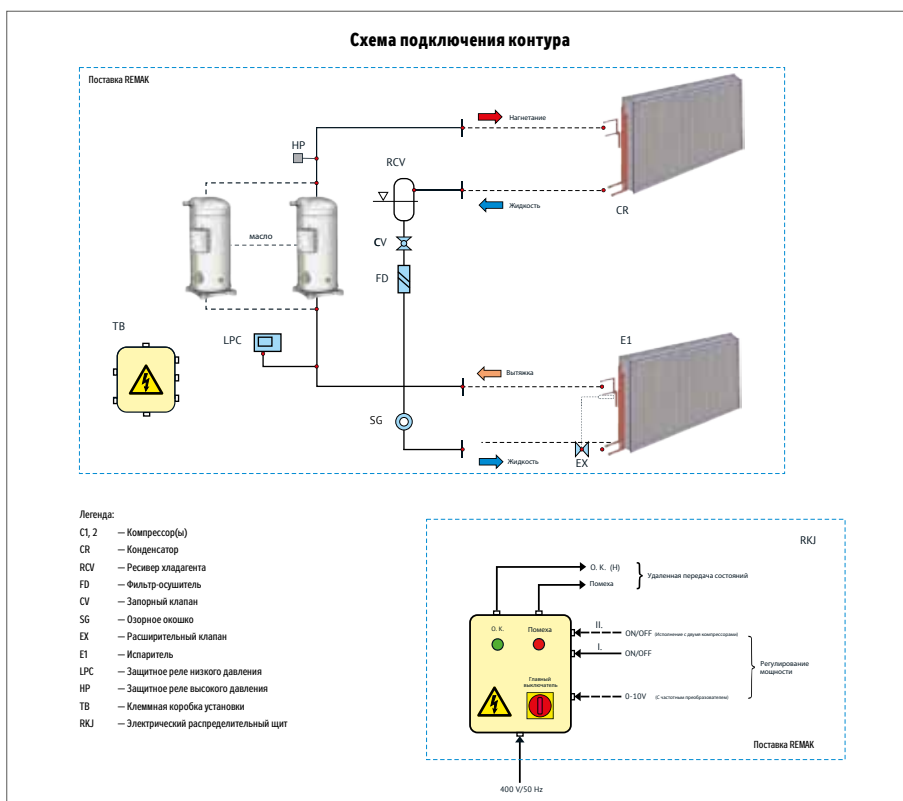 Схема подключения контура
Поставка REMAK
Нагнетание
HP
RCV
Жидкость
CR
CV
масло
FD
TB
LPC
E1
Вытяжка
SG
Жидкость
EX
Легенда:
C1, 2 — Компрессор(ы)
CR — Конденсатор
RCV — Ресивер хладагента
FD — Фильтр-осушитель
CV — Запорный клапан
SG — Озорное окошко
EX — Расширительный клапан
E1 — Испаритель
LPC — Защитное реле низкого давления
HP — Защитное реле высокого давления
TB — Клеммная коробка установки
RKJ — Электрический распределительный щит
RKJ
O. K. (H)
Помеха
Удаленная передача состояний
O. K.
Помеха
II.
ON/OFF (Исполнение с двумя компрессорами)
I.
ON/OFF
Регулирование
мощности
Главный
выключатель
0-10V (С частотным преобразователем)
Поставка REMAK
400 V/50 Hz